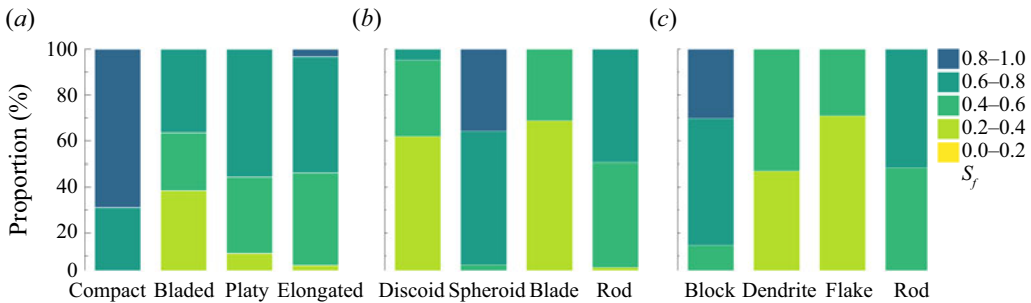 (a)
(b)
(c)
Proportion (%)
100
80
60
40
20
0
Compact Bladed Platy Elongated
Discoid Spheroid Blade Rod
Block Dendrite Flake Rod
0.8–1.0
0.6–0.8
0.4–0.6
0.2–0.4
0.0–0.2
S_f